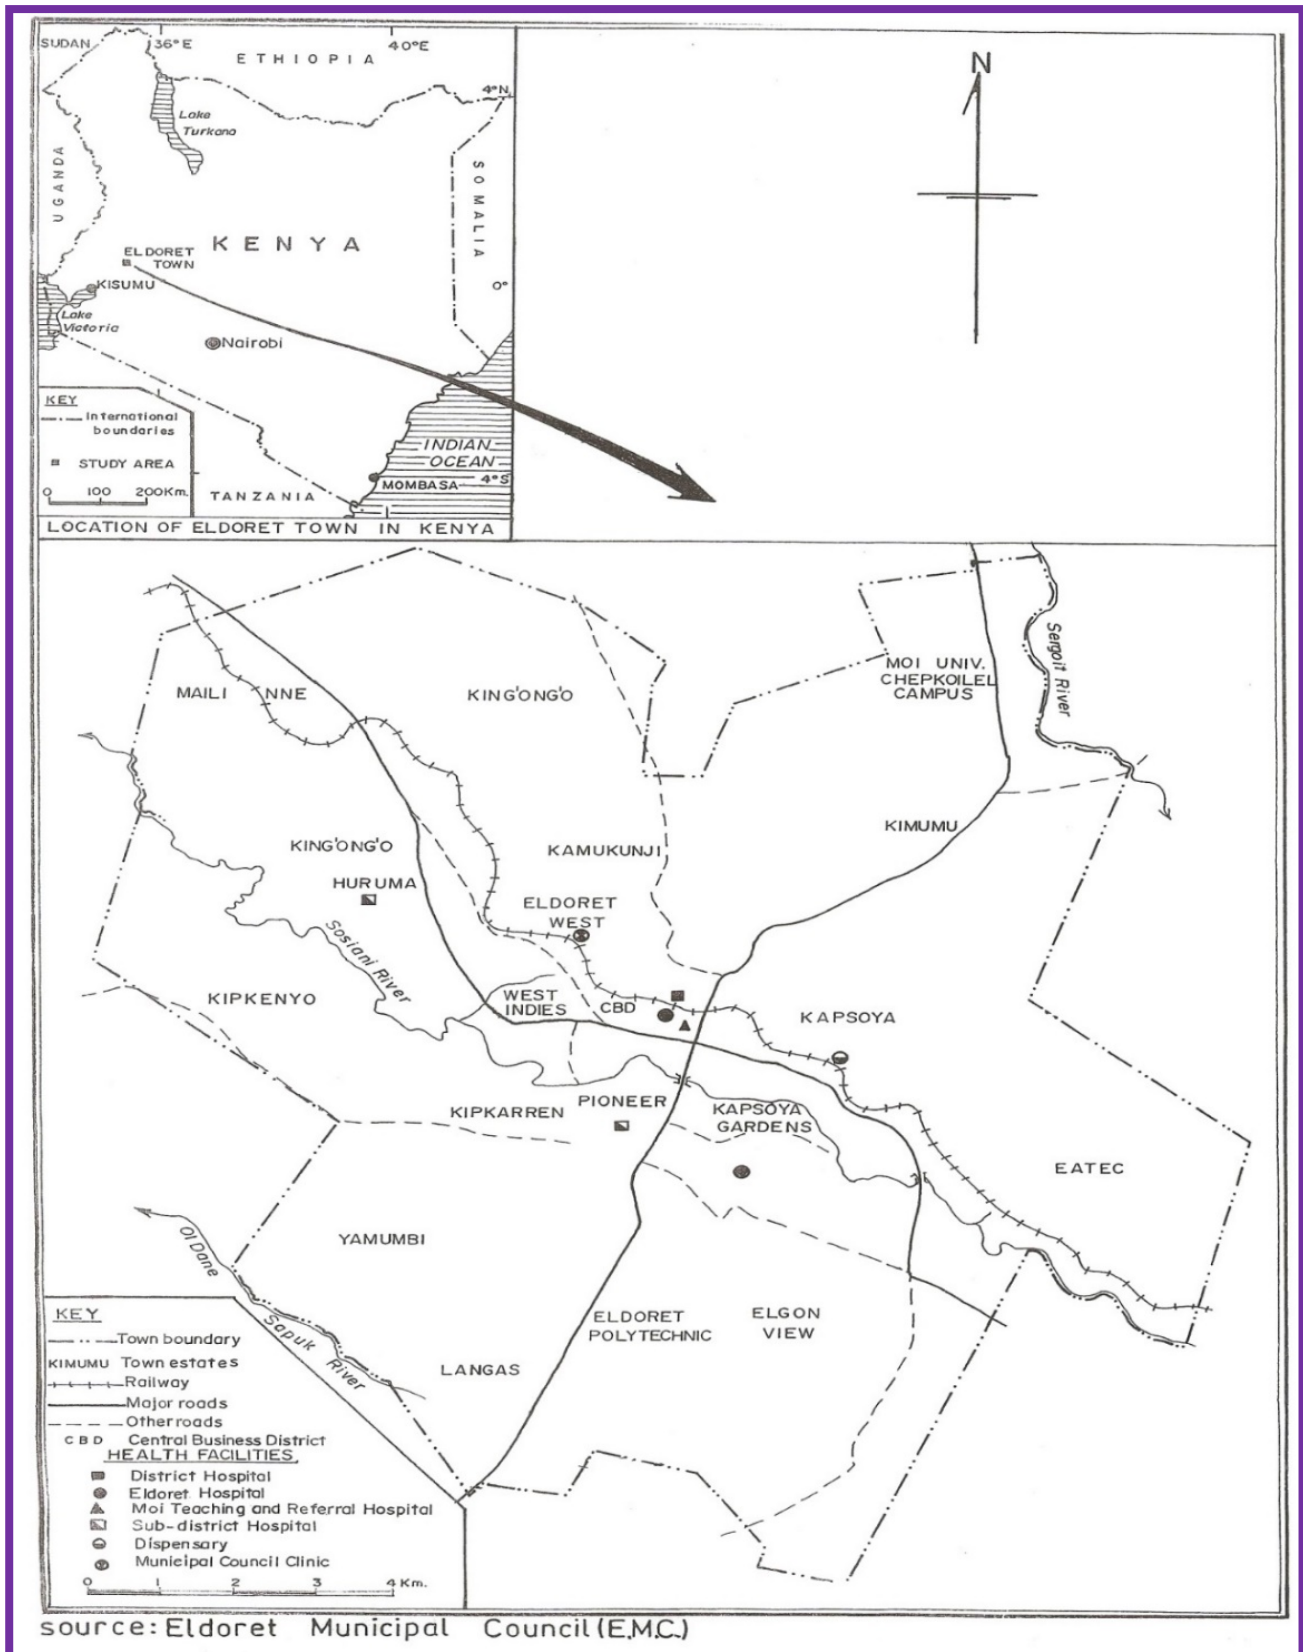 SUDAN
36°E
40°E
ETHIOPIA
4°N
Lake
Turkana
UGANDA
SOMALIA
KENYA
ELDORET
TOWN
KISUMU
0°
Lake
Victoria
Nairobi
KEY
International
boundaries
STUDY AREA
0 100 200Km.
INDIAN
OCEAN
MOMBASA
4°S
TANZANIA
LOCATION OF ELDORET TOWN IN KENYA
N
MOI UNIV.
CHEPKOILEL
CAMPUS
Sergoit River
MAILI NNE
KING'ONG'O
KIMUMU
KING'ONG'O
KAMUKUNJI
HURUMA
ELDORET
WEST
Sosiani River
KIPKENYO
WEST
INDIES
CBD
KAPSOYA
KIPKARREN
PIONEER
KAPSOYA
GARDENS
EATEC
YAMUMBI
Ol Dane
Sapuk
River
ELDORET
POLYTECHNIC
ELGON
VIEW
LANGAS
KEY
Town boundary
KIMUMU Town estates
Railway
Major roads
Other roads
CBD Central Business District
HEALTH FACILITIES
District Hospital
Eldoret Hospital
Moi Teaching and Referral Hospital
Sub-district Hospital
Dispensary
Municipal Council Clinic
0 1 2 3 4 Km.
source: Eldoret Municipal Council (E.M.C.)